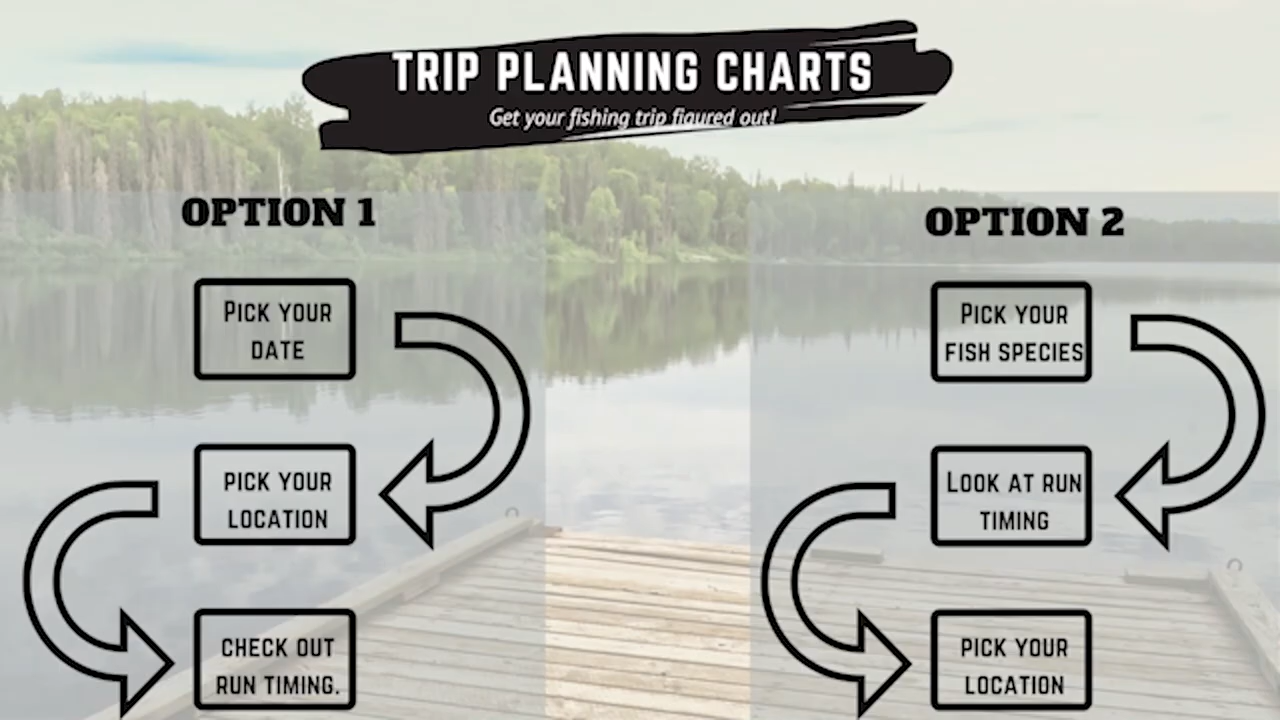 TRIP PLANNING CHARTS
Get your fishing trip figured out!
OPTION 1
PICK YOUR
DATE
PICK YOUR
LOCATION
CHECK OUT
RUN TIMING.
OPTION 2
PICK YOUR
FISH SPECIES
LOOK AT RUN
TIMING
PICK YOUR
LOCATION